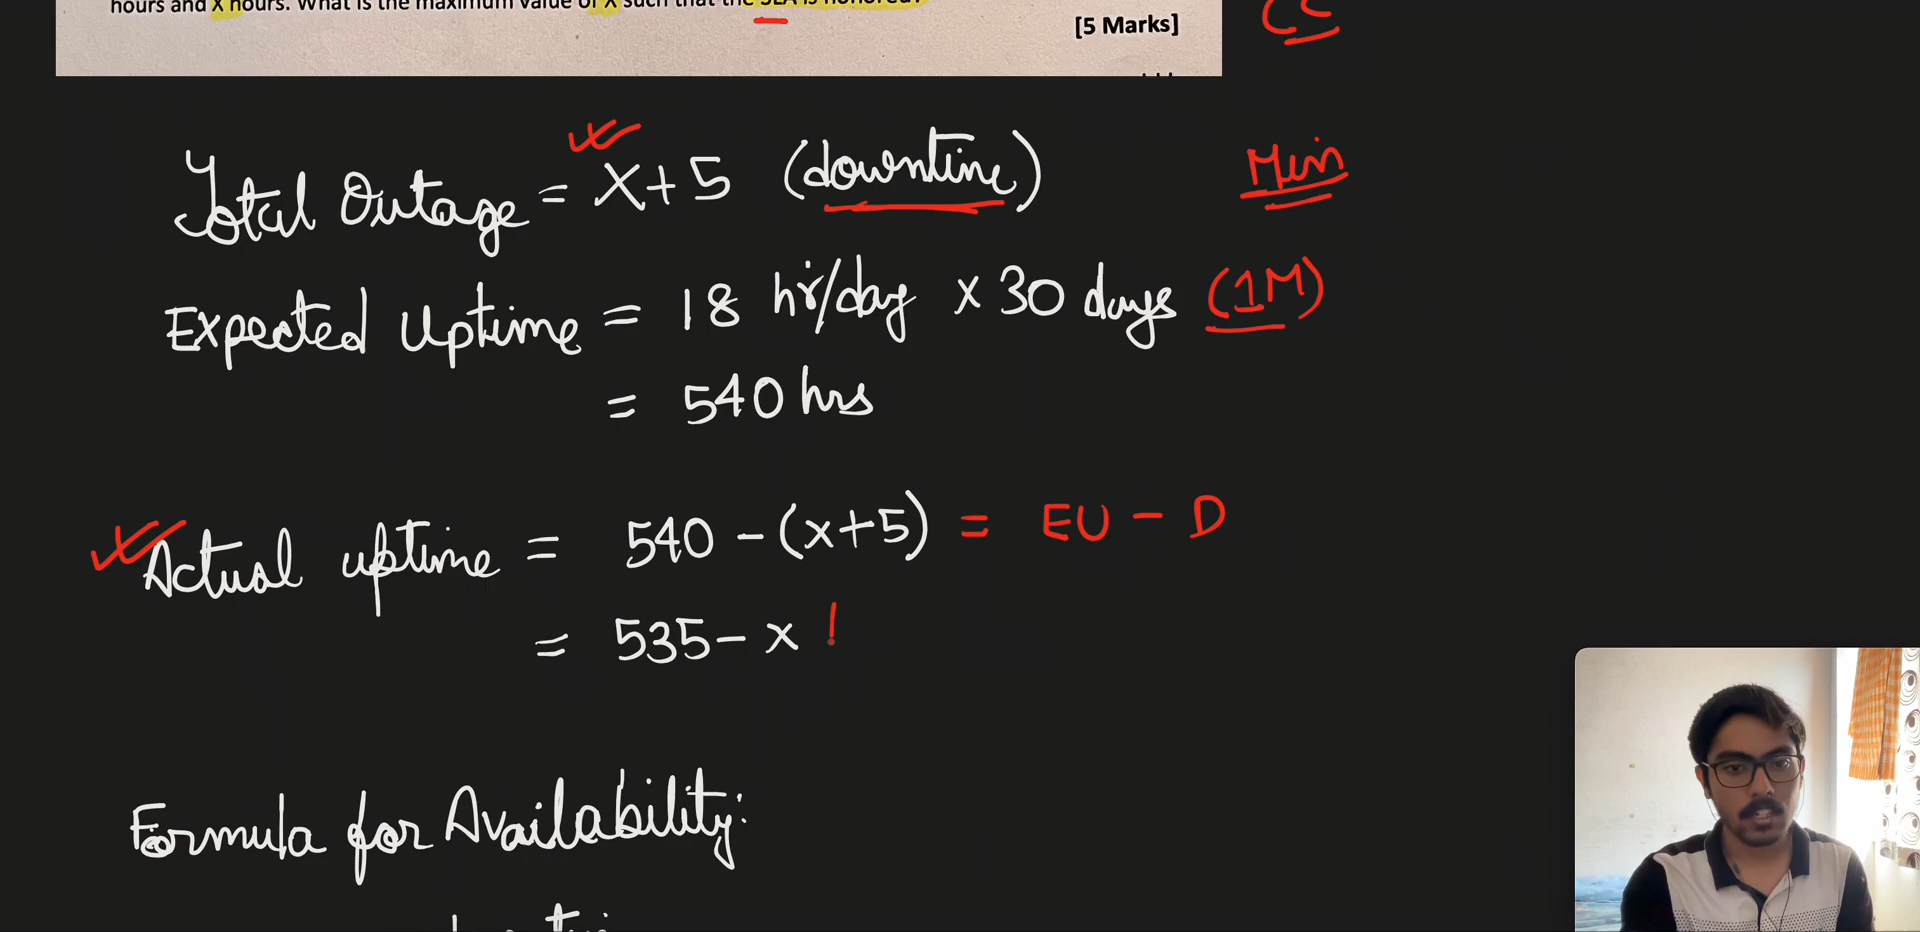 hours and X hours. What is the maximum value of X such that the SLA is honored?
[5 Marks]
Total Outage = X+5 (downtime)
Min
Expected Uptime = 18 hr/day x 30 days (1M)
= 540 hrs
Actual uptime = 540 - (x+5) = EU - D
= 535 - x
Formula for Availability: